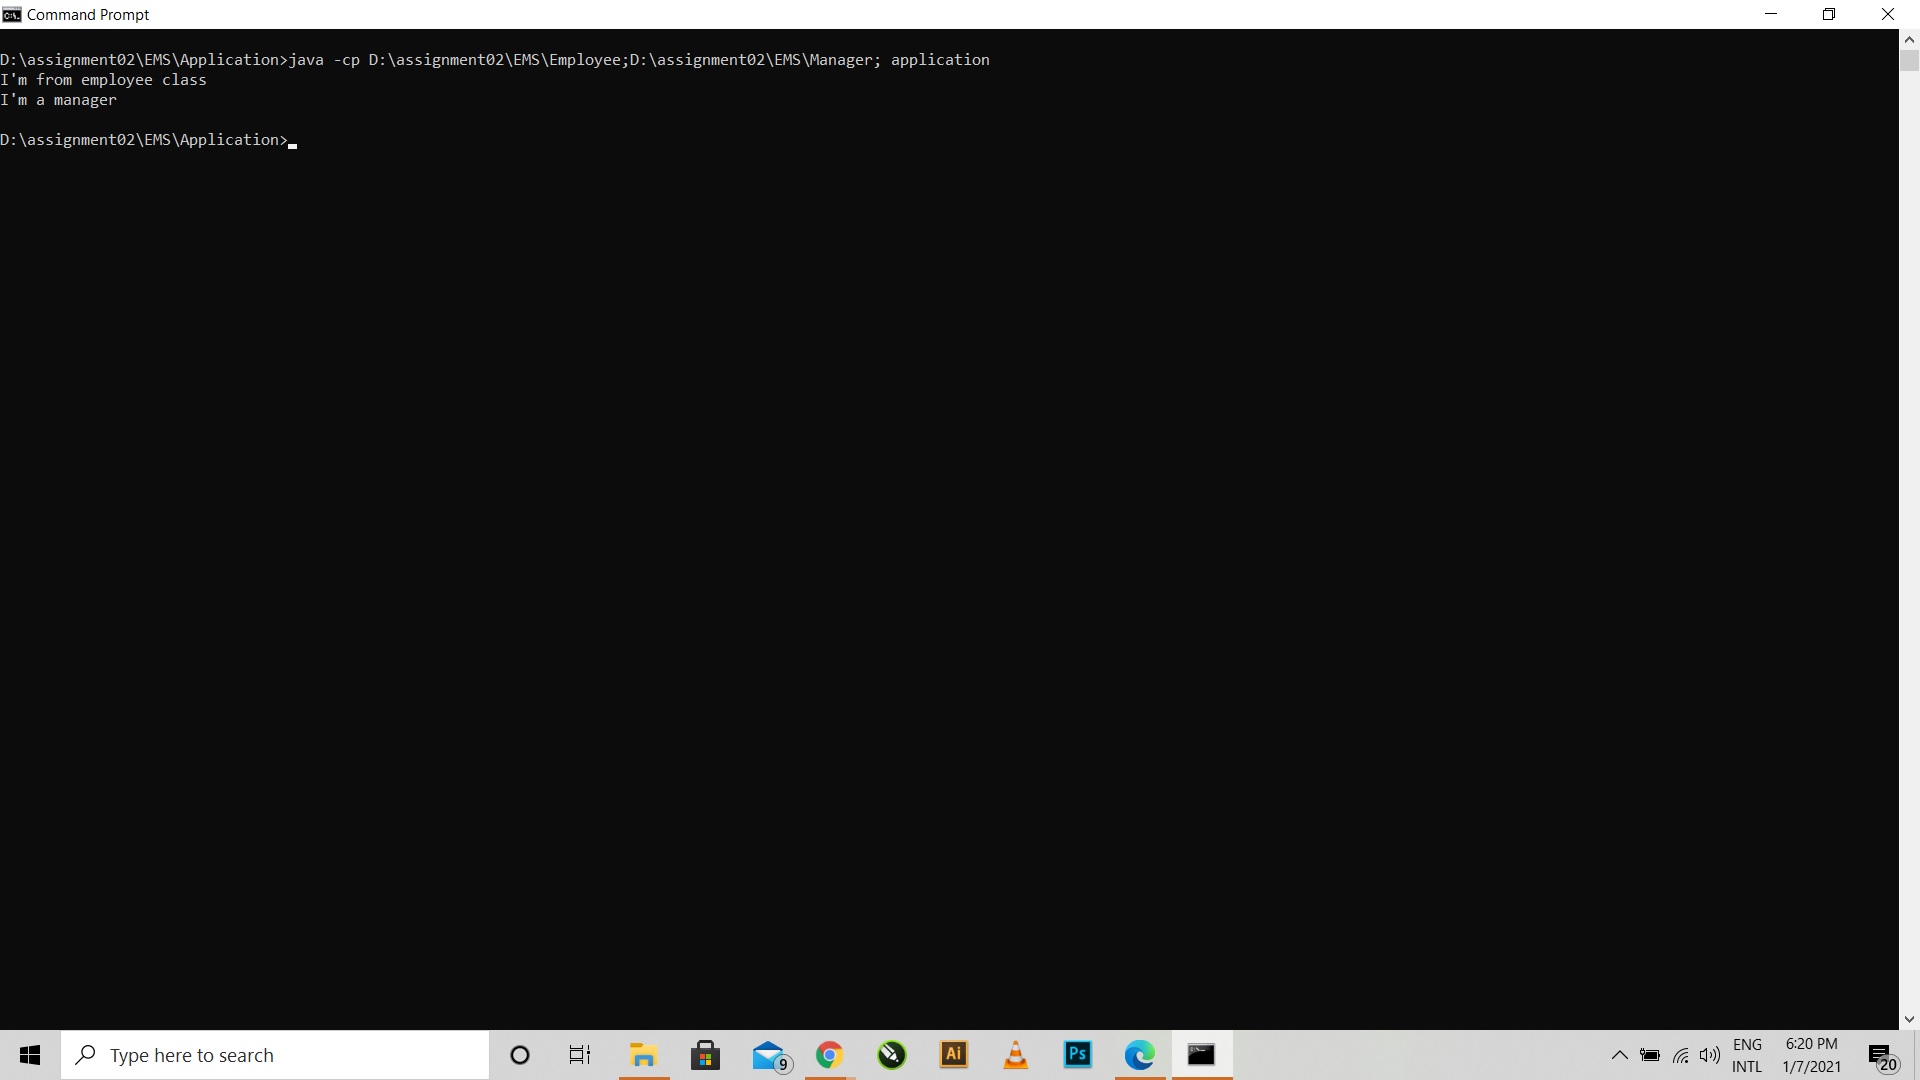 Command Prompt
D:\assignment02\EMS\Application>java -cp D:\assignment02\EMS\Employee;D:\assignment02\EMS\Manager; application
I'm from employee class
I'm a manager
D:\assignment02\EMS\Application>
Type here to search
9
Ai
Ps
ENG
INTL
6:20 PM
1/7/2021
20